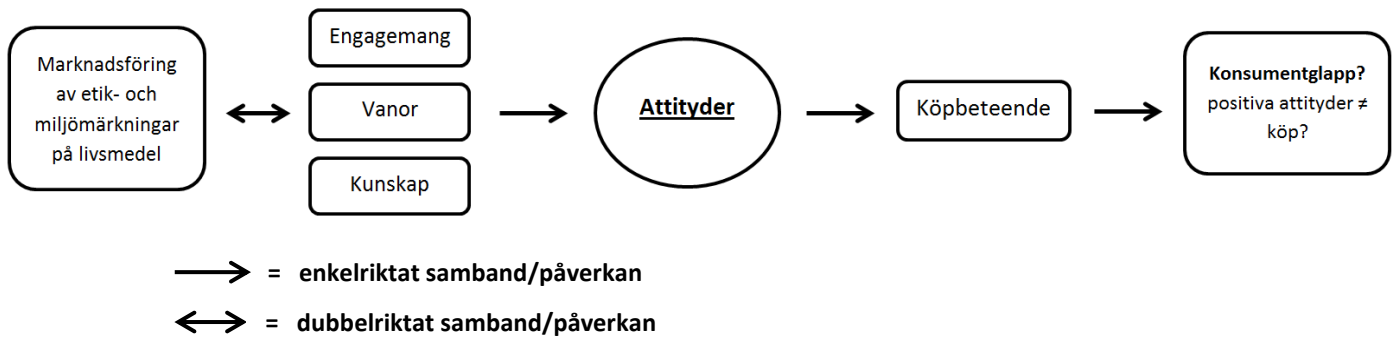 Marknadsföring
av etik- och
miljömärkningar
på livsmedel
Engagemang
Vanor
Kunskap
Attityder
Köpbeteende
Konsumentglapp?
positiva attityder ≠
köp?
= enkelriktat samband/påverkan
= dubbelriktat samband/påverkan